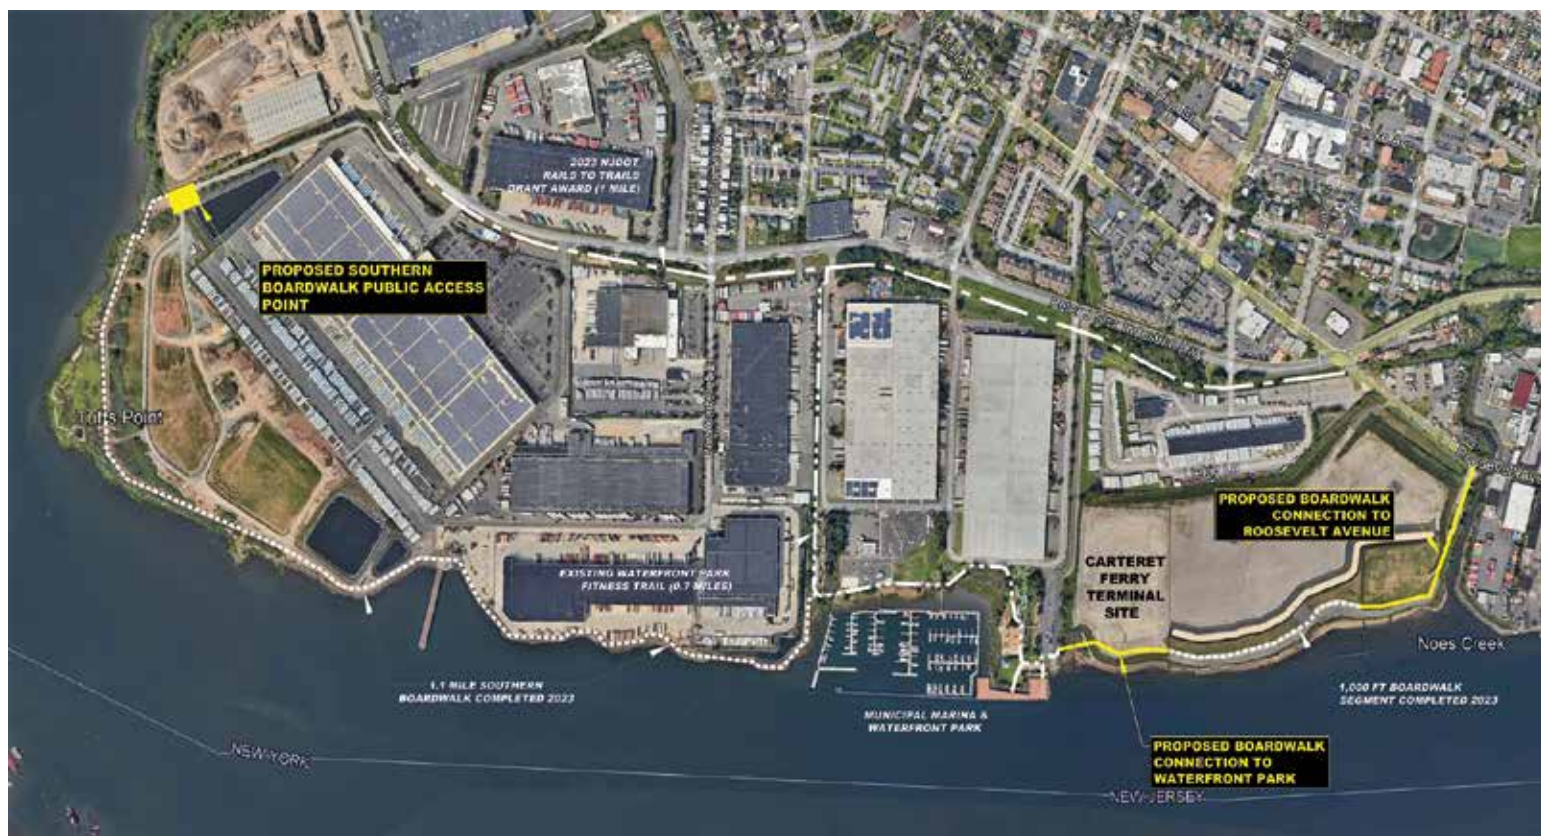 2023 NJDOT
RAILS TO TRAILS
GRANT AWARD (1 MILE)
PROPOSED SOUTHERN
BOARDWALK PUBLIC ACCESS
POINT
Tufts Point
EXISTING WATERFRONT PARK
FITNESS TRAIL (0.7 MILES)
1.1 MILE SOUTHERN
BOARDWALK COMPLETED 2023
MUNICIPAL MARINA &
WATERFRONT PARK
CARTERET
FERRY
TERMINAL
SITE
PROPOSED BOARDWALK
CONNECTION TO
ROOSEVELT AVENUE
Noes Creek
1,000 FT BOARDWALK
SEGMENT COMPLETED 2023
PROPOSED BOARDWALK
CONNECTION TO
WATERFRONT PARK
NEW YORK
NEW JERSEY